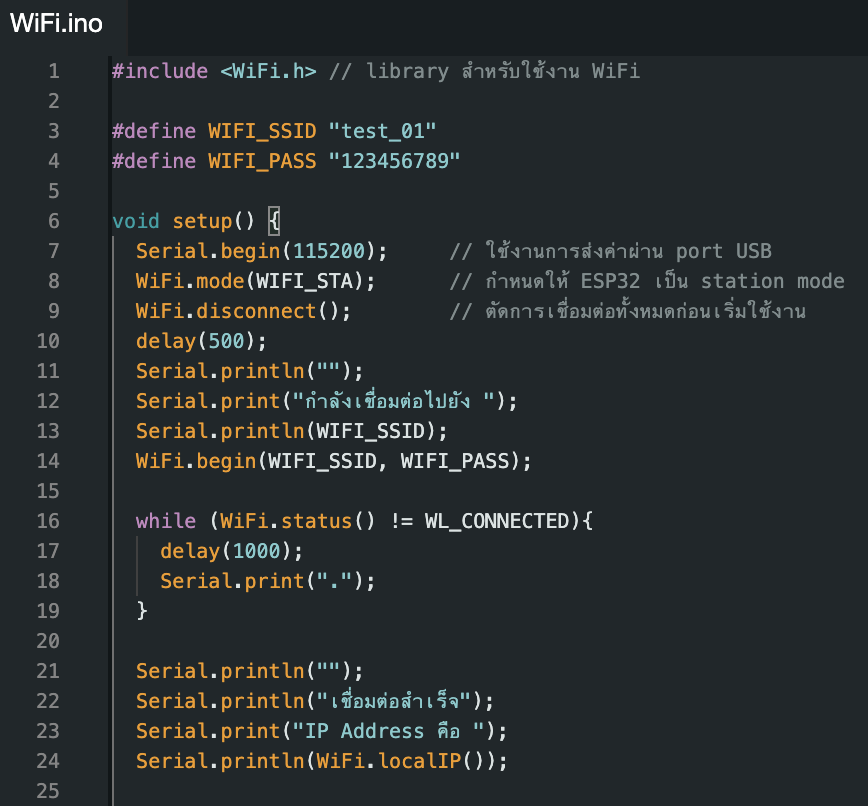 WiFi.ino
1 #include <WiFi.h> // library สำหรับใช้งาน WiFi
2
3 #define WIFI_SSID "test_01"
4 #define WIFI_PASS "123456789"
5
6 void setup() {
7 Serial.begin(115200); // ใช้งานการส่งค่าผ่าน port USB
8 WiFi.mode(WIFI_STA); // กำหนดให้ ESP32 เป็น station mode
9 WiFi.disconnect(); // ตัดการเชื่อมต่อทั้งหมดก่อนเริ่มใช้งาน
10 delay(500);
11 Serial.println("");
12 Serial.print("กำลังเชื่อมต่อไปยัง ");
13 Serial.println(WIFI_SSID);
14 WiFi.begin(WIFI_SSID, WIFI_PASS);
15
16 while (WiFi.status() != WL_CONNECTED){
17 delay(1000);
18 Serial.print(".");
19 }
20
21 Serial.println("");
22 Serial.println("เชื่อมต่อสำเร็จ");
23 Serial.print("IP Address คือ ");
24 Serial.println(WiFi.localIP());
25